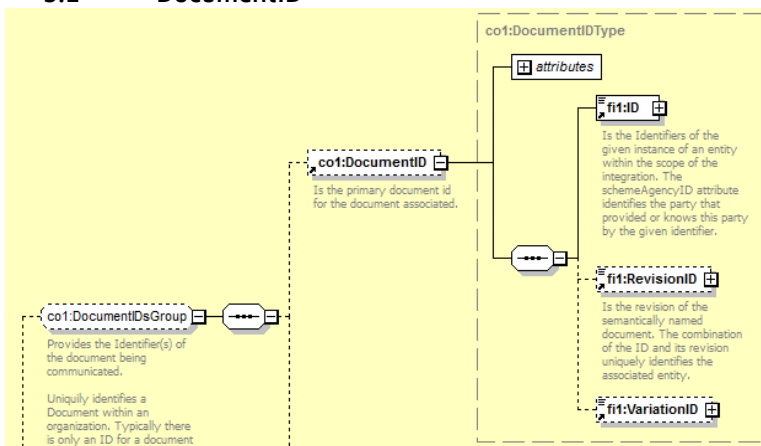 co1:DocumentIDType
attributes
fi1:ID
Is the Identifiers of the
given instance of an entity
within the scope of the
integration. The
schemeAgencyID attribute
identifies the party that
provided or knows this party
by the given identifier.
co1:DocumentID
Is the primary document id
for the document associated.
fi1:RevisionID
Is the revision of the
semantically named
document. The combination
of the ID and its revision
uniquely identifies the
associated entity.
co1:DocumentIDsGroup
Provides the Identifier(s) of
the document being
communicated.
Uniquily identifies a
Document within an
organization. Typically there
is only an ID for a document
fi1:VariationID